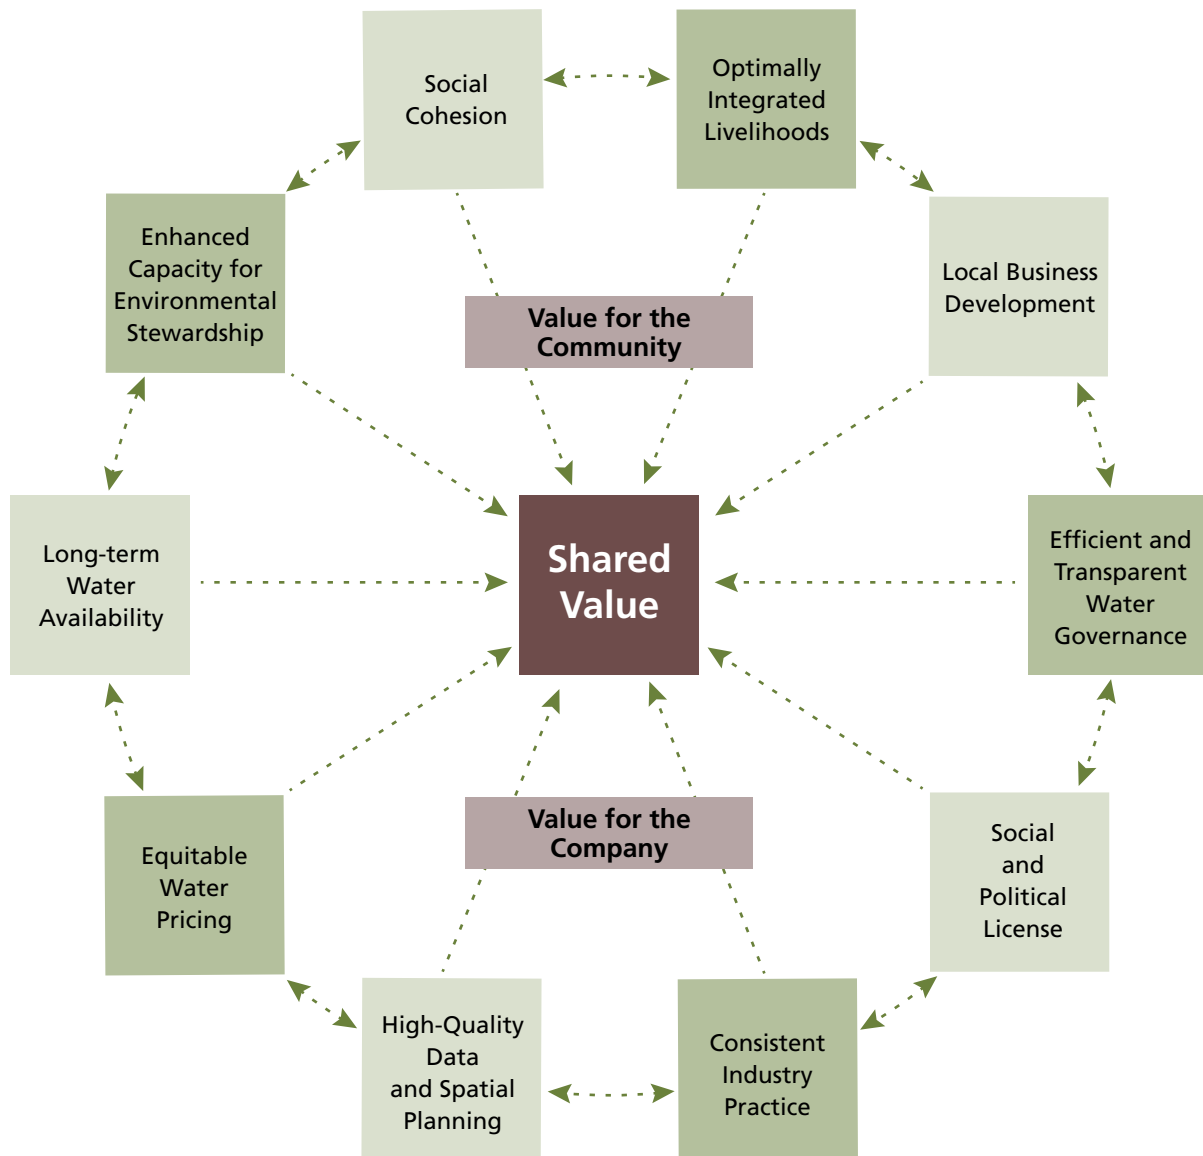 Social
Cohesion
Optimally
Integrated
Livelihoods
Enhanced
Capacity for
Environmental
Stewardship
Local Business
Development
Value for the
Community
Long-term
Water
Availability
Shared
Value
Efficient and
Transparent
Water
Governance
Value for the
Company
Equitable
Water
Pricing
Social
and
Political
License
High-Quality
Data
and Spatial
Planning
Consistent
Industry
Practice